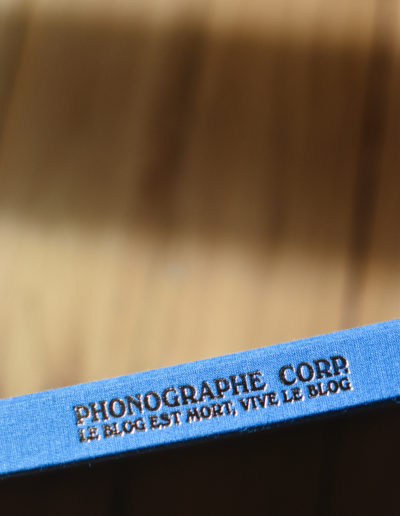 PHONOGRAPHE CORP.
LE BLOG EST MORT, VIVE LE BLOG